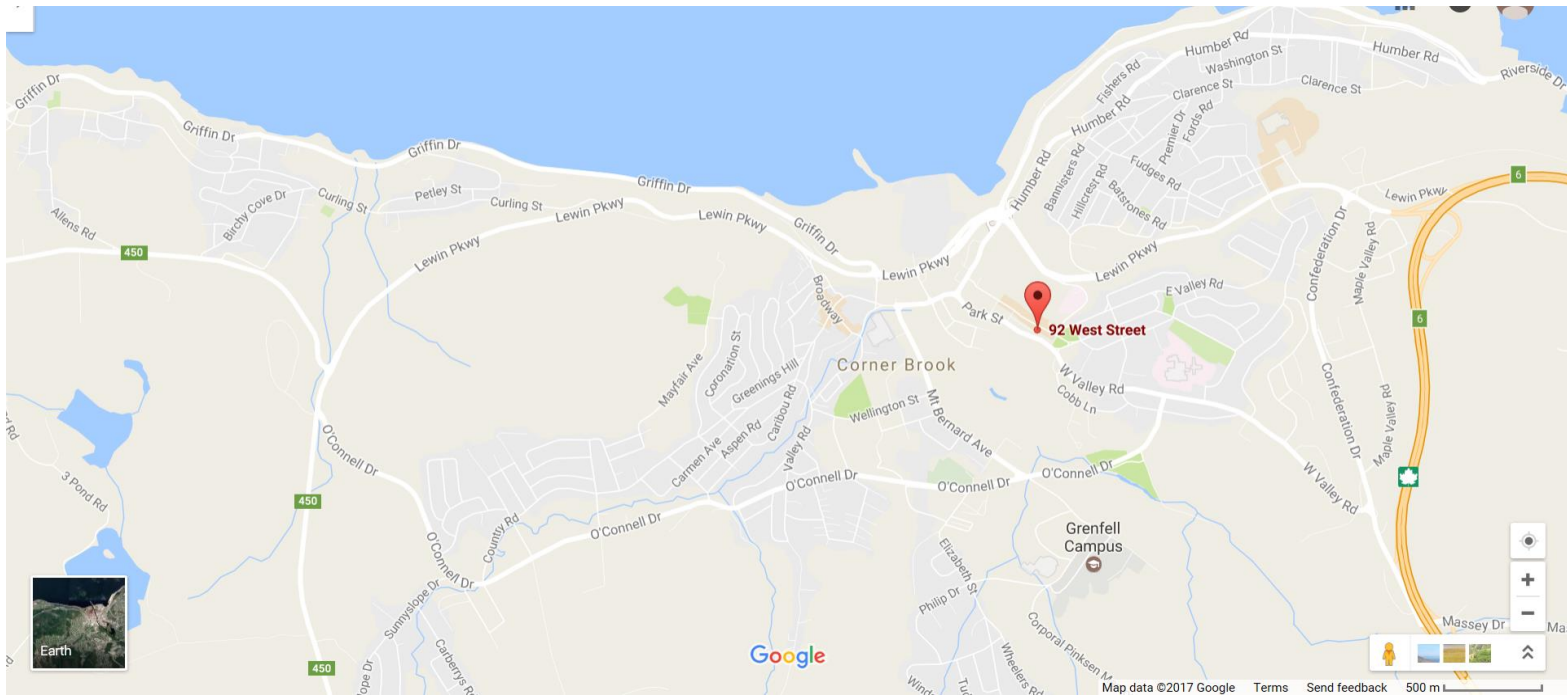 Humber Rd
Humber Rd
Washington St
Riverside Dr
Fishers Rd
Clarence St
Clarence St
Griffin Dr
Griffin Dr
Griffin Dr
Humber Rd
Premier Dr
Fords Rd
Fudges Rd
Bannisters Rd
Hillcrest Rd
Batstones Rd
Humber Rd
6
Lewin Pkwy
Griffin Dr
Petley St
Curling St
Curling St
Birchy Cove Dr
Allens Rd
Lewin Pkwy
Lewin Pkwy
Griffin Dr
450
Lewin Pkwy
Lewin Pkwy
Lewin Pkwy
Confederation Dr
Maple Valley Rd
E Valley Rd
Broadway
Park St
92 West Street
6
Corner Brook
Coronation St
Mayfair Ave
Greenings Hill
W Valley Rd
Cobb Ln
Confederation Dr
Maple Valley Rd
Caribou Rd
Wellington St
Mt Bernard Ave
Aspen Rd
Carmen Ave
Valley Rd
O'Connell Dr
O'Connell Dr
O'Connell Dr
O'Connell Dr
W Valley Rd
3 Pond Rd
450
County Rd
O'Connell Dr
O'Connell Dr
Grenfell
Campus
Elizabeth St
Philip Dr
Sunnyslope Dr
Corporal Pinksen M
Carberrys R
ope Dr
Wheelers Rd
Massey Dr
Ma
Earth
Google
450
Map data ©2017 Google Terms Send feedback 500 m